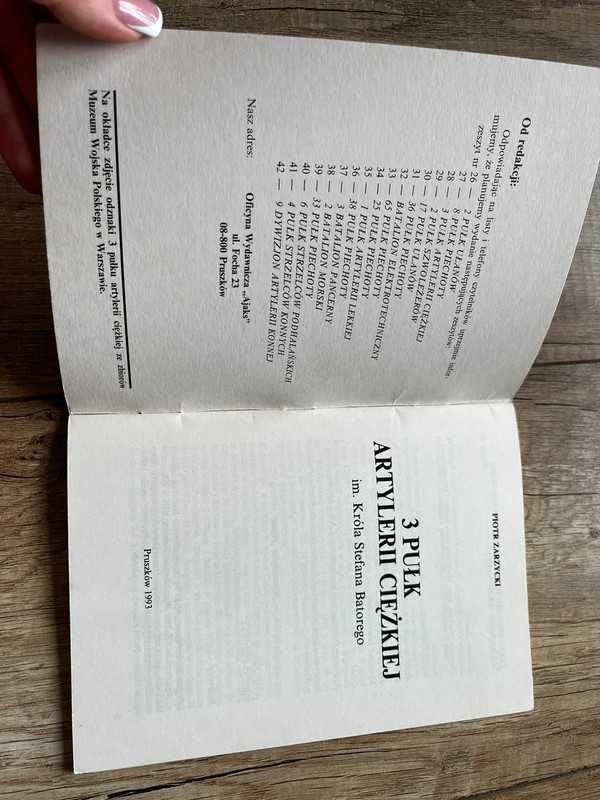 Od redakcji:
Odpowiadając na listy i telefony czytelników uprzejmie infor-
mujemy, że planujemy wydanie następujących zeszytów:
zeszyt nr 26 — 2 PUŁK UŁANÓW
27 — 8 PUŁK PIECHOTY
28 — 3 PUŁK ARTYLERII CIĘŻKIEJ
29 — 2 PUŁK SZWOLEŻERÓW
30 — 17 PUŁK UŁANÓW
31 — 36 PUŁK PIECHOTY
32 — BATALION ELEKTROTECHNICZNY
33 — 65 PUŁK PIECHOTY
34 — 25 PUŁK PIECHOTY
35 — 1 PUŁK ARTYLERII LEKKIEJ
36 — 38 PUŁK PIECHOTY
37 — 3 BATALION PANCERNY
38 — 2 BATALION MORSKI
39 — 33 PUŁK PIECHOTY
40 — 6 PUŁK STRZELCÓW PODHALAŃSKICH
41 — 4 PUŁK STRZELCÓW KONNYCH
42 — 9 DYWIZJON ARTYLERII KONNEJ
Nasz adres: Oficyna Wydawnicza „Ajaks"
ul. Focha 23
08-800 Pruszków
Na okładce zdjęcie odznaki 3 pułku artylerii ciężkiej ze zbiorów
Muzeum Wojska Polskiego w Warszawie.
PIOTR ZARZYCKI
3 PUŁK
ARTYLERII CIĘŻKIEJ
im. Króla Stefana Batorego
Pruszków 1993